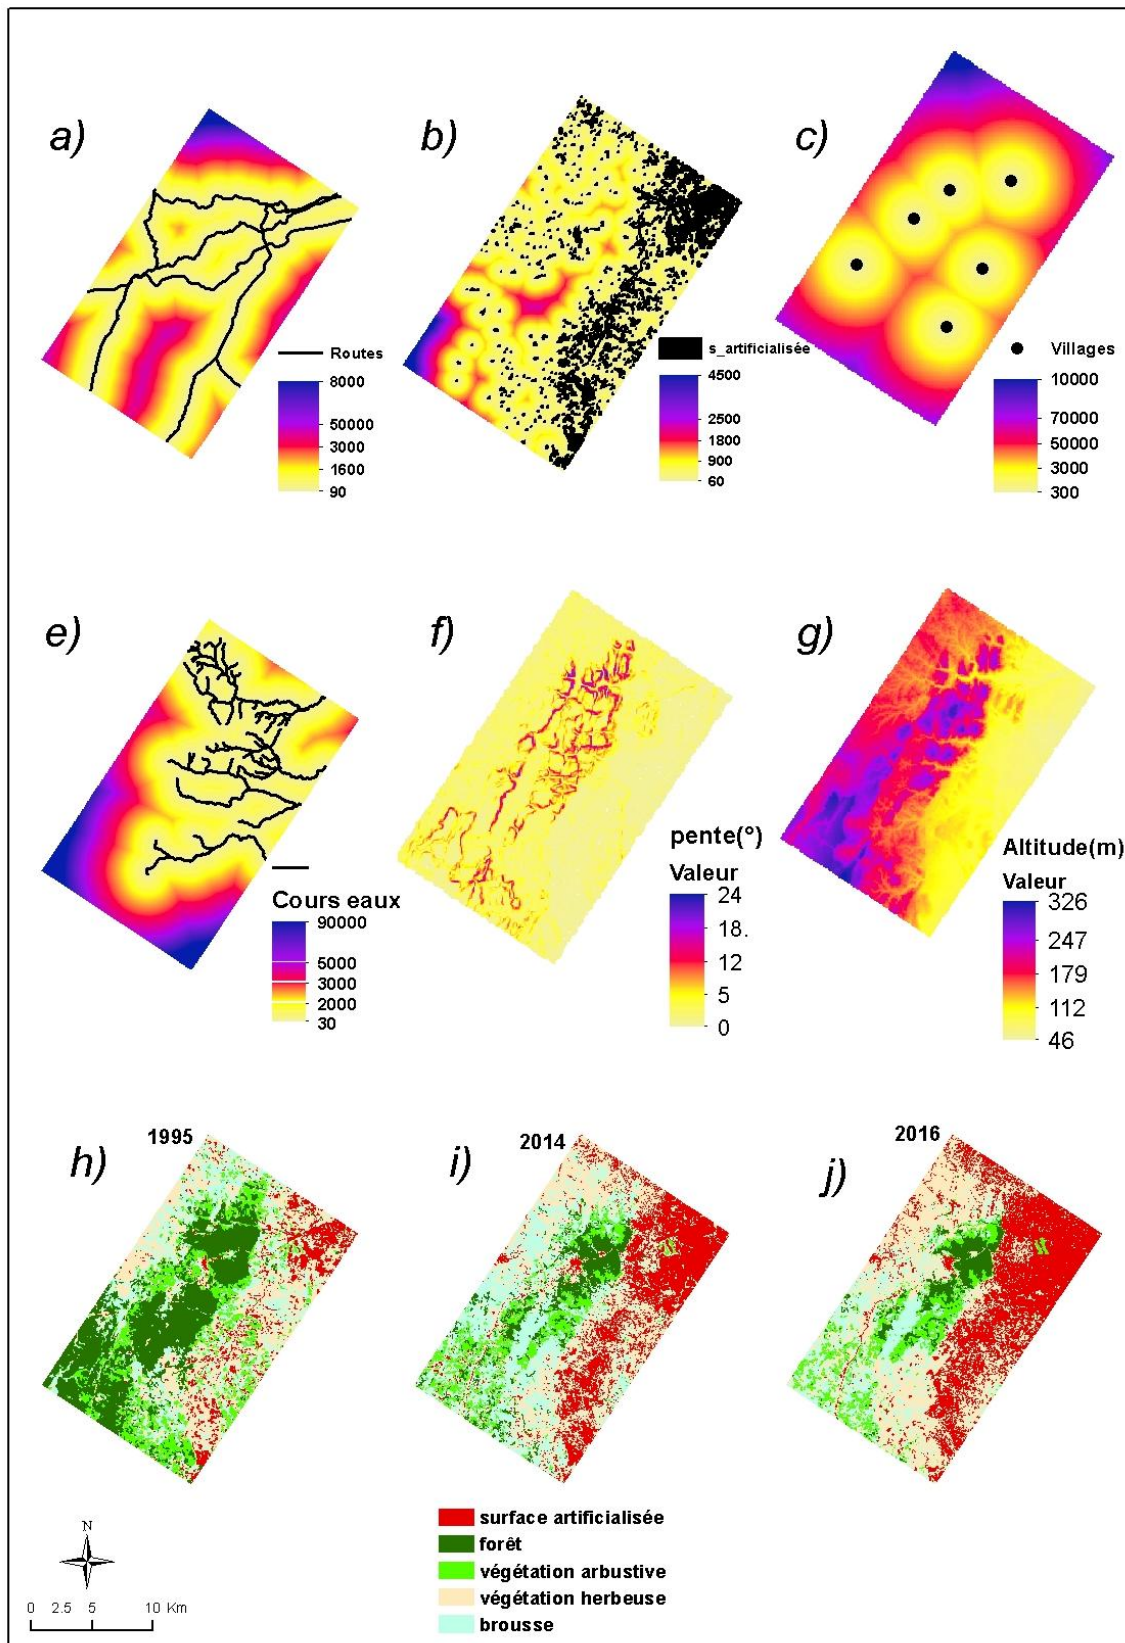 a)
Routes
8000
50000
3000
1600
90
b)
s_artificialisée
4500
2500
1800
900
60
c)
Villages
10000
70000
50000
3000
300
e)
Cours eaux
90000
5000
3000
2000
30
f)
pente(°)
Valeur
24
18.
12
5
0
g)
Altitude(m)
Valeur
326
247
179
112
46
h)
1995
i)
2014
j)
2016
surface artificialisée
forêt
végétation arbustive
végétation herbeuse
brousse
N
0 2.5 5 10 Km